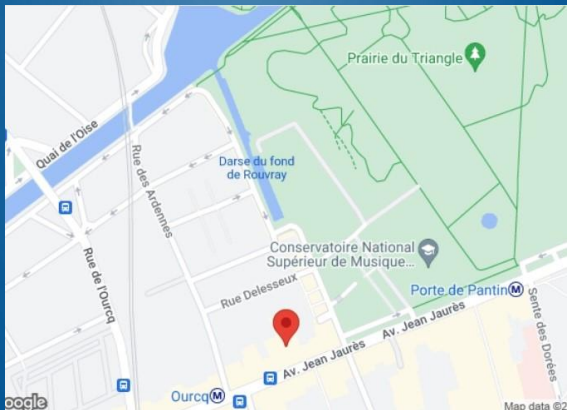 Prairie du Triangle
Quai de l'Oise
Rue des Ardennes
Darse du fond
de Rouvray
Rue de l'Ourcq
Conservatoire National
Supérieur de Musique...
Rue Delesseux
Porte de Pantin
M
Av. Jean Jaurès
Sente des Dorées
Av. Jean Jaurès
Ourcq
M
oogle
Map data ©2